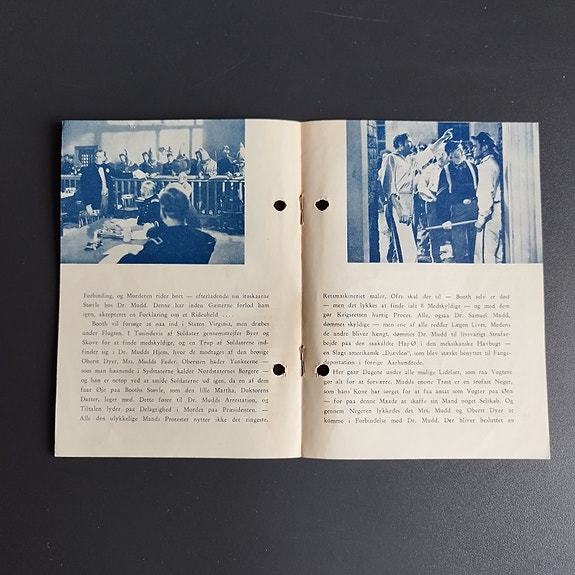 Forbinding, og Morderen rider bort — efterladende sin ituskaarne
Støvle hos Dr. Mudd. Denne har inden Gæsterne forlod ham
igen, akcepteret en Forklaring om et Rideuheld . . . .
Booth vil forsøge at naa ind i Staten Virginia, men dræbes
under Flugten. I Tusindevis af Soldater gennemstrejfer Byer og
Skove for at finde medskyldige, og en Trup af Soldaterne ind-
finder sig i Dr. Mudds Hjem, hvor de modtages af den brøsige
Oberst Dyer, Mrs. Mudds Fader. Obersten hader Yankeerne —
som man haanende i Sydstaterne kalder Nordstaternes Borgere —
og han er netop ved at smide Soldaterne ud igen, da en af dem
faar Øje paa Booths Støvle, som den lille Martha, Doktorens
Datter, leger med. Dette fører til Dr. Mudds Arrestation, og
Tiltalen lyder paa Delagtighed i Mordet paa Præsidenten. —
Alle den ulykkelige Mands Protester nytter ikke det ringeste.
Retsmaskineriet maler, Ofre skal der til — Booth selv er død
— men det lykkes at finde ialt 8 Medskyldige — og med dem
gør Krigsretten hurtig Proces. Alle, ogsaa Dr. Samuel Mudd,
dømmes skyldige — men ene af alle redder Lægen Livet. Medens
de andre bliver hængt, dømmes Dr. Mudd til livsvarigt Strafar-
bejde paa den saakaldte Haj-Ø i den meksikanske Havbugt —
en Slags amerikansk „Djævleø", som blev stærkt benyttet til Fange-
deportation i forrige Aarhundrede.
Her gaar Dagene under alle mulige Lidelser, som raa Vogtere
gør alt for at forværre. Mudds eneste Trøst er en trofast Neger,
som hans Kone har sørget for at faa ansat som Vogter paa Øen
— for paa denne Maade at skaffe sin Mand noget Selskab. Og
gennem Negeren lykkedes det Mrs. Mudd og Oberst Dyer at
komme i Forbindelse med Dr. Mudd. Der bliver besluttet en